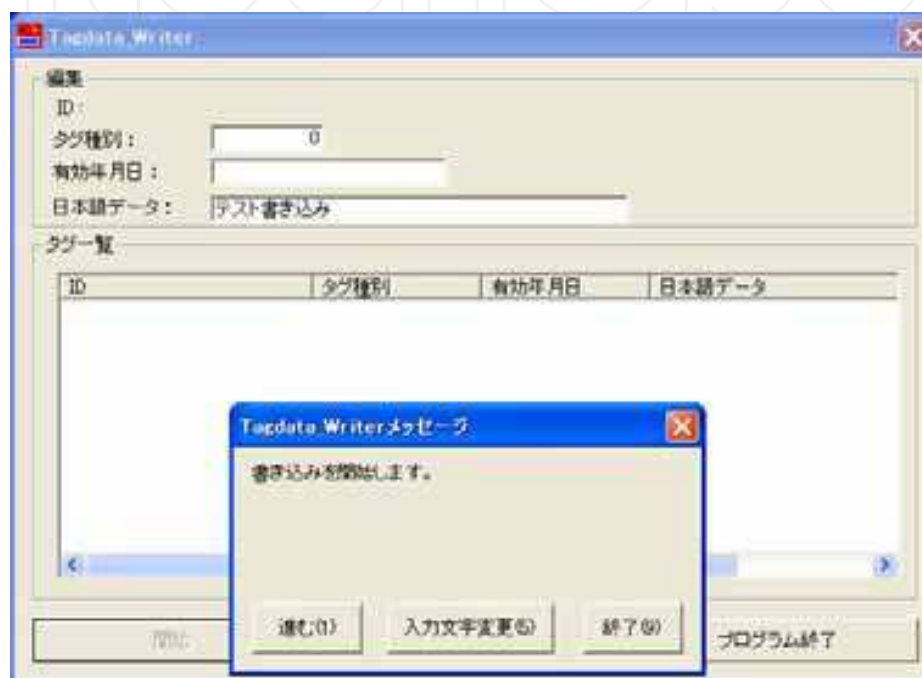 Tagdata.Writer
編集
ID:
タグ種別: 0
有効年月日:
日本語データ: テスト書き込み
タグ一覧
ID タグ種別 有効年月日 日本語データ
Tagdata.Writerメッセージ
書き込みを開始します。
進む(1) 入力文字変更(5) 終了(9)
開始 プログラム終了